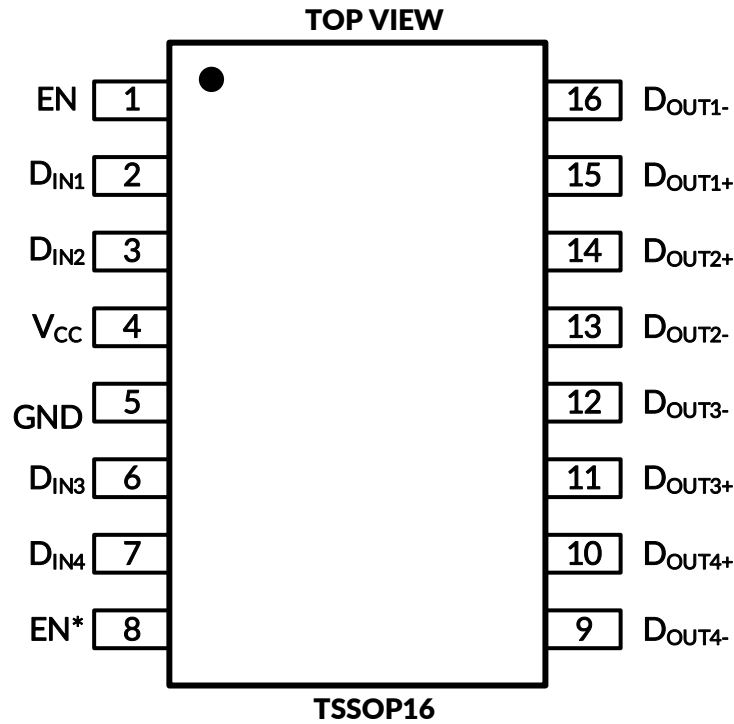 TOP VIEW
EN 1 16 DOUT1-
DIN1 2 15 DOUT1+
DIN2 3 14 DOUT2+
VCC 4 13 DOUT2-
GND 5 12 DOUT3-
DIN3 6 11 DOUT3+
DIN4 7 10 DOUT4+
EN* 8 9 DOUT4-
TSSOP16